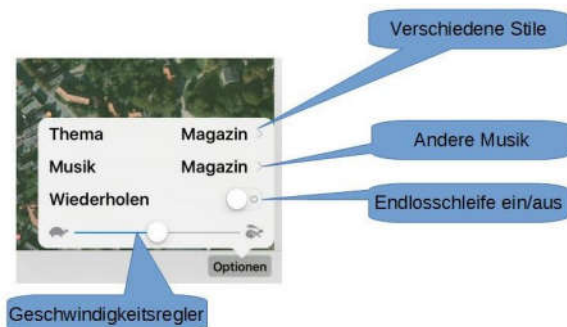 Verschiedene Stile
Thema Magazin
Musik Magazin
Andere Musik
Wiederholen
Endlosschleife ein/aus
Optionen
Geschwindigkeitsregler